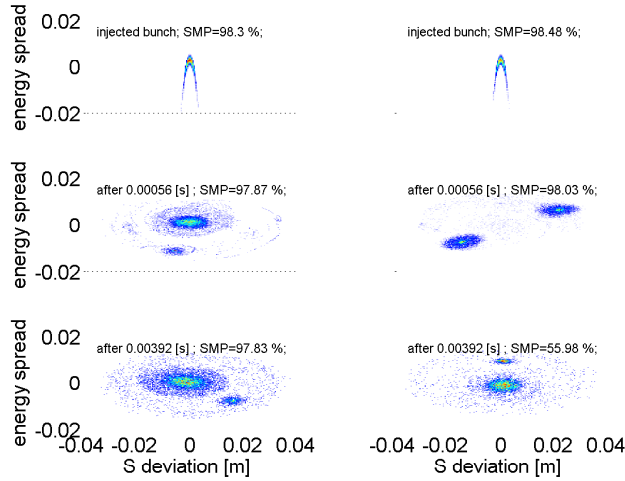 injected bunch; SMP=98.3 %;
injected bunch; SMP=98.48 %;
energy spread
0.02
0
-0.02
after 0.00056 [s] ; SMP=97.87 %;
after 0.00056 [s] ; SMP=98.03 %;
energy spread
0.02
0
-0.02
after 0.00392 [s] ; SMP=97.83 %;
after 0.00392 [s] ; SMP=55.98 %;
energy spread
0.02
0
-0.02
-0.04 -0.02 0 0.02 0.04
-0.04 -0.02 0 0.02 0.04
S deviation [m]
S deviation [m]